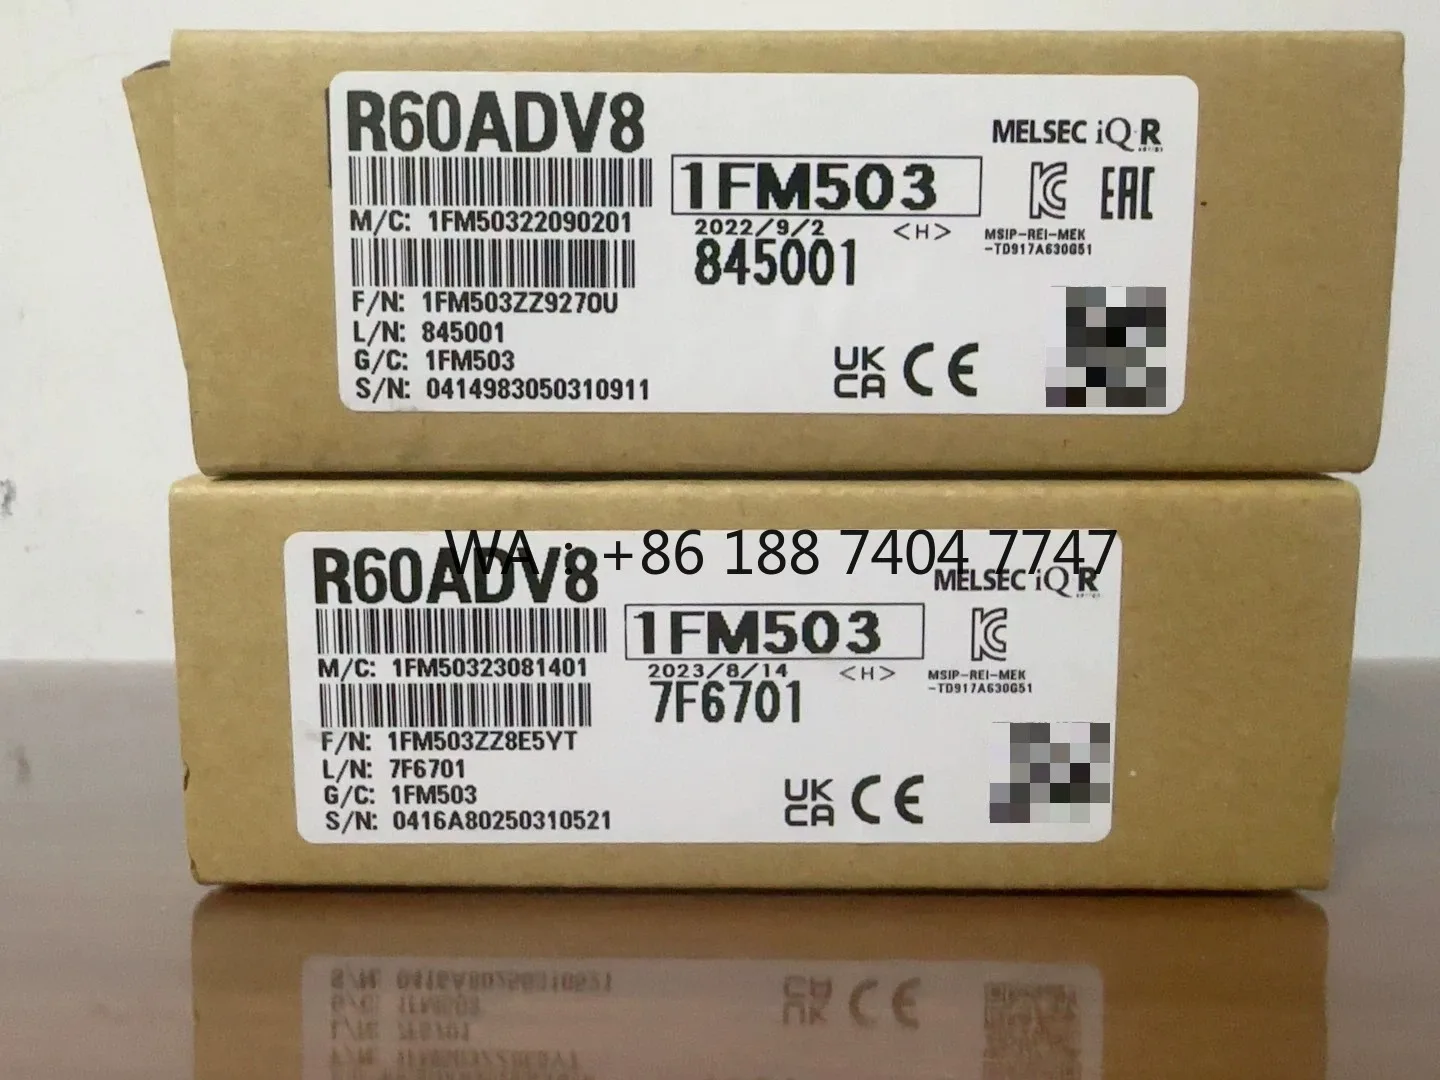 R60ADV8
MELSEC iQ-R
1FM503
EAC
M/C: 1FM50322090201
2022/9/2 <H>
MSIP-REI-MEK
-TD917A630G51
845001
F/N: 1FM503ZZ9270U
L/N: 845001
G/C: 1FM503
UK
CA CE
S/N: 0414983050310911
WA：+86 188 7404 7747
R60ADV8
MELSEC iQ-R
1FM503
M/C: 1FM50323081401
2023/8/14 <H>
MSIP-REI-MEK
-TD917A630G51
7F6701
F/N: 1FM503ZZ8E5YT
L/N: 7F6701
G/C: 1FM503
UK
CA CE
S/N: 0416A80250310521